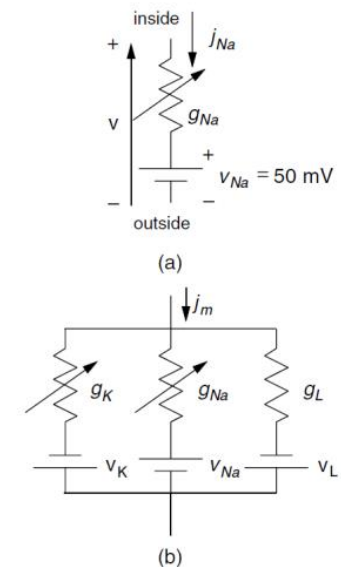 inside
+
j_Na
v
g_Na
+
v_Na = 50 mV
–
–
outside
(a)
j_m
g_K
g_Na
g_L
v_K
v_Na
v_L
(b)